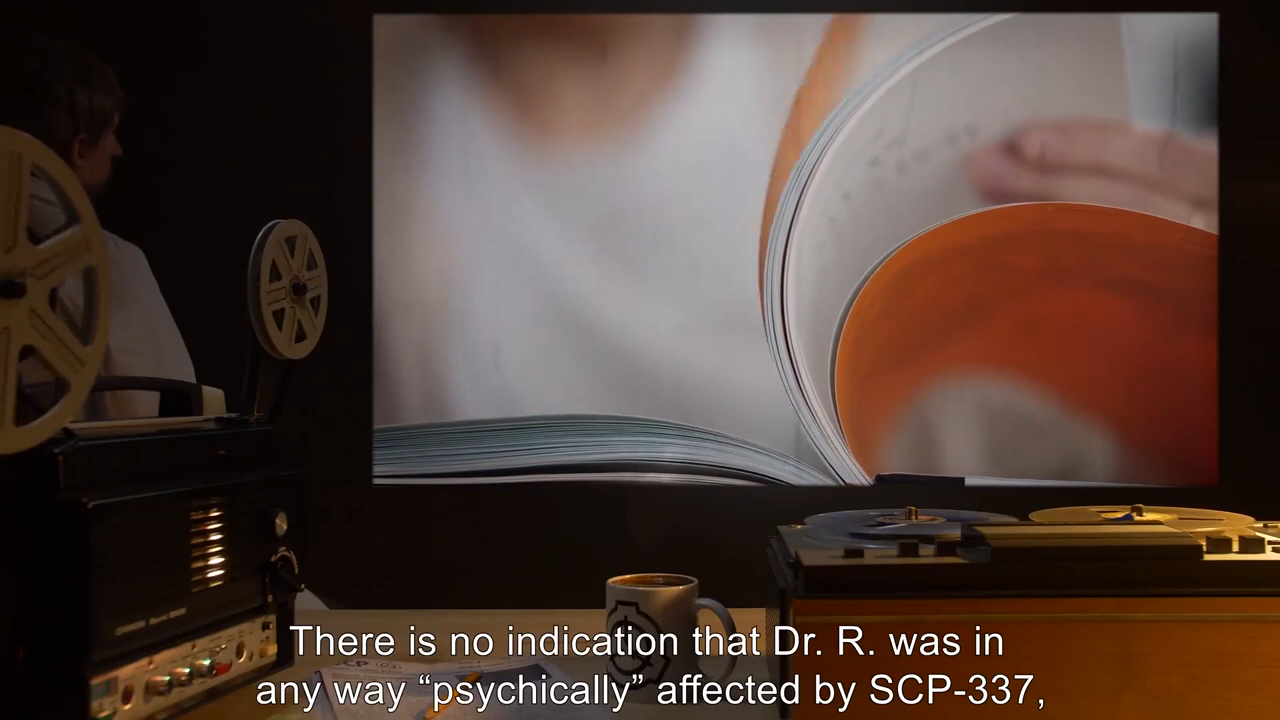 There is no indication that Dr. R. was in
any way “psychically” affected by SCP-337,